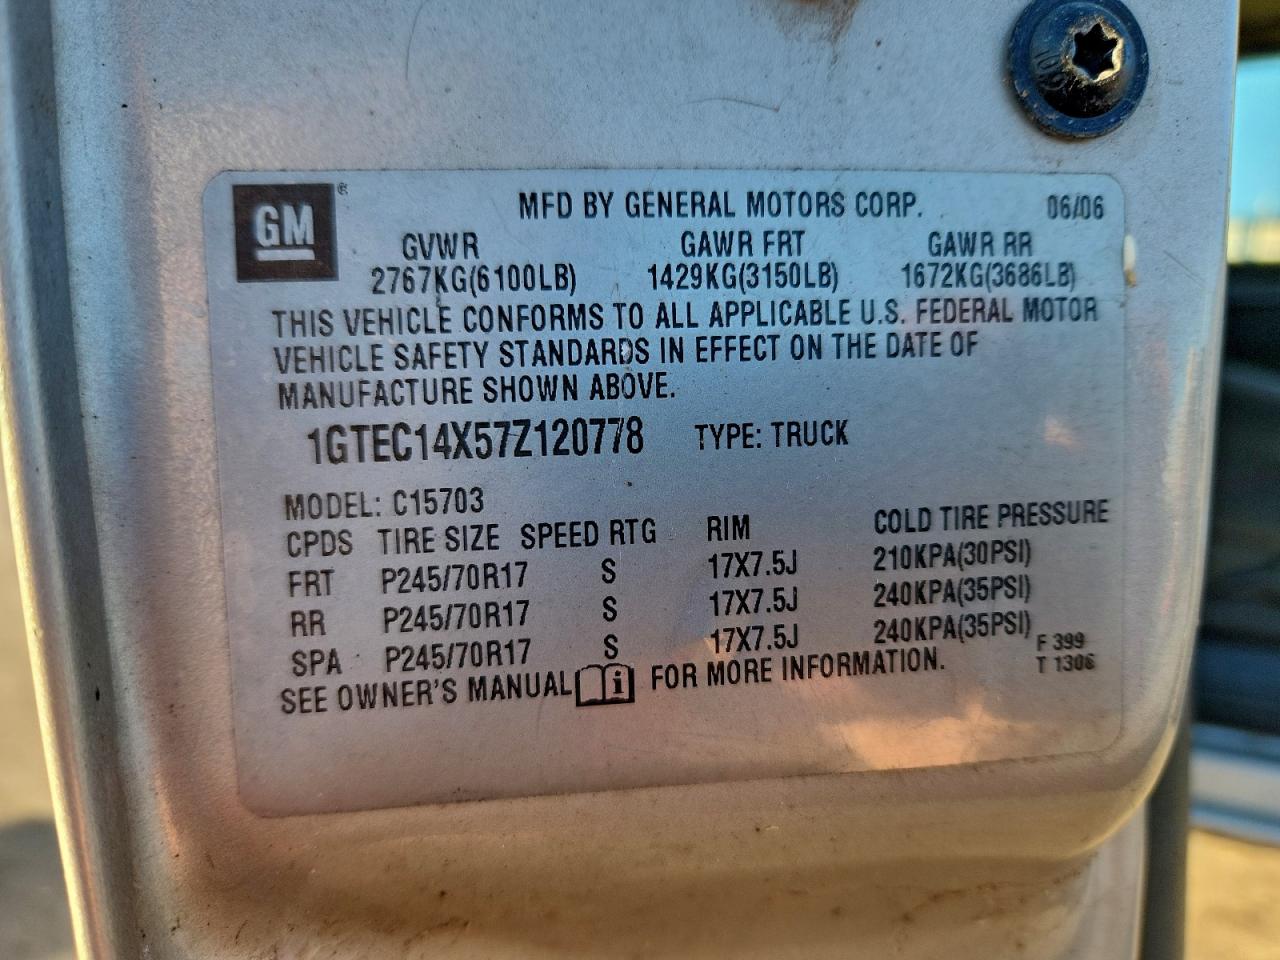 GM®
MFD BY GENERAL MOTORS CORP. 06/06
GVWR GAWR FRT GAWR RR
2767KG(6100LB) 1429KG(3150LB) 1672KG(3686LB)
THIS VEHICLE CONFORMS TO ALL APPLICABLE U.S. FEDERAL MOTOR
VEHICLE SAFETY STANDARDS IN EFFECT ON THE DATE OF
MANUFACTURE SHOWN ABOVE.
1GTEC14X57Z120778 TYPE: TRUCK
MODEL: C15703
CPDS TIRE SIZE SPEED RTG RIM COLD TIRE PRESSURE
FRT P245/70R17 S 17X7.5J 210KPA(30PSI)
RR P245/70R17 S 17X7.5J 240KPA(35PSI)
SPA P245/70R17 S 17X7.5J 240KPA(35PSI)
F 399
T 1306
SEE OWNER'S MANUAL i FOR MORE INFORMATION.